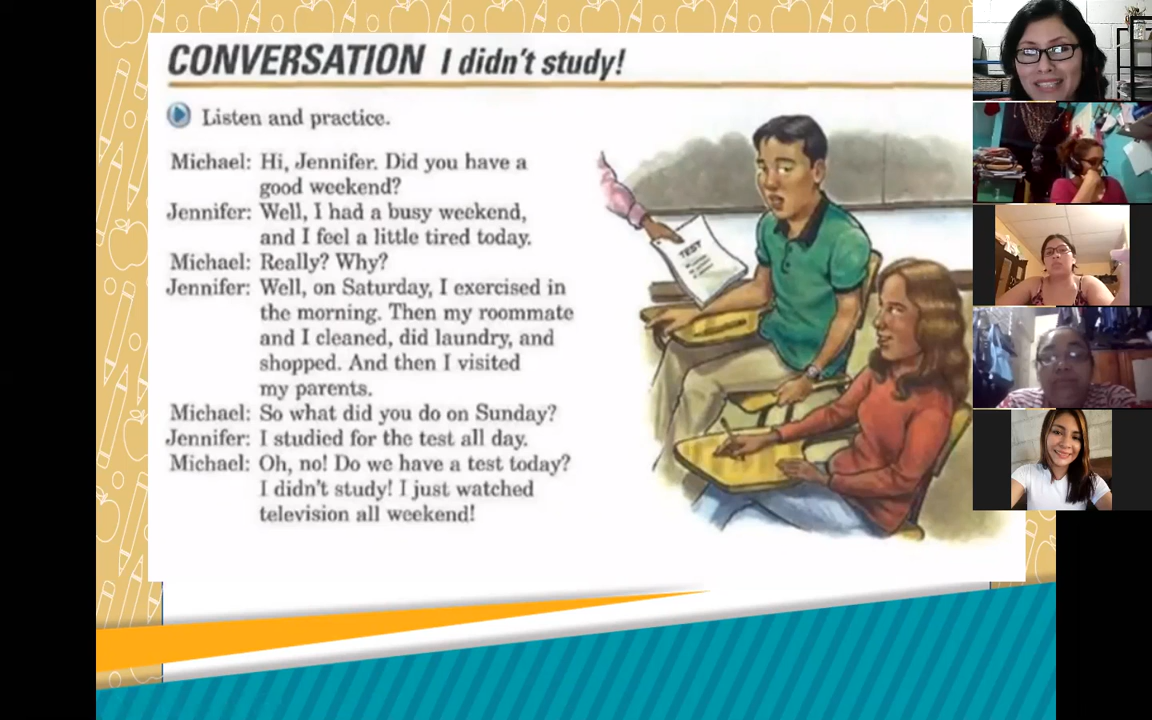 CONVERSATION I didn't study!
Listen and practice.
Michael: Hi, Jennifer. Did you have a
good weekend?
Jennifer: Well, I had a busy weekend,
and I feel a little tired today.
Michael: Really? Why?
Jennifer: Well, on Saturday, I exercised in
the morning. Then my roommate
and I cleaned, did laundry, and
shopped. And then I visited
my parents.
Michael: So what did you do on Sunday?
Jennifer: I studied for the test all day.
Michael: Oh, no! Do we have a test today?
I didn't study! I just watched
television all weekend!
TEST